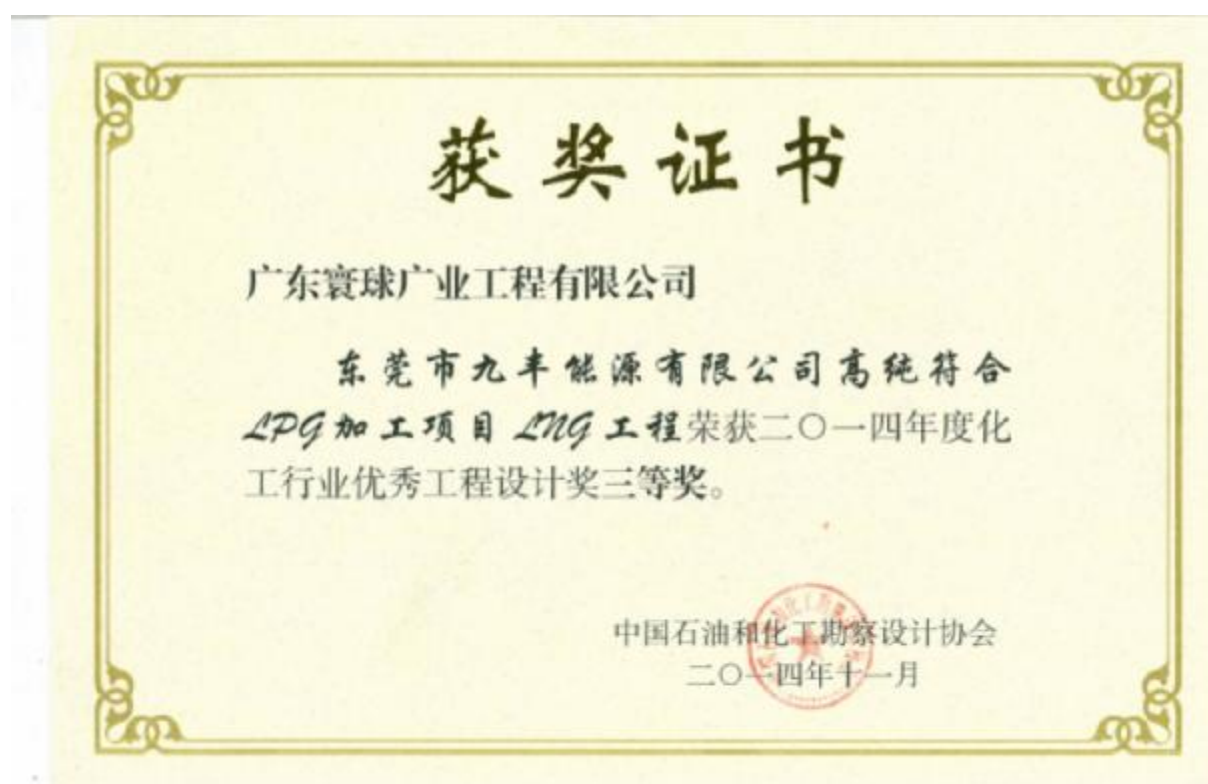 获奖证书
广东寰球广业工程有限公司
东莞市九丰能源有限公司高纯符合
LPG加工项目LNG工程荣获二〇一四年度化
工行业优秀工程设计奖三等奖。
中国石油和化工勘察设计协会
二〇一四年十一月